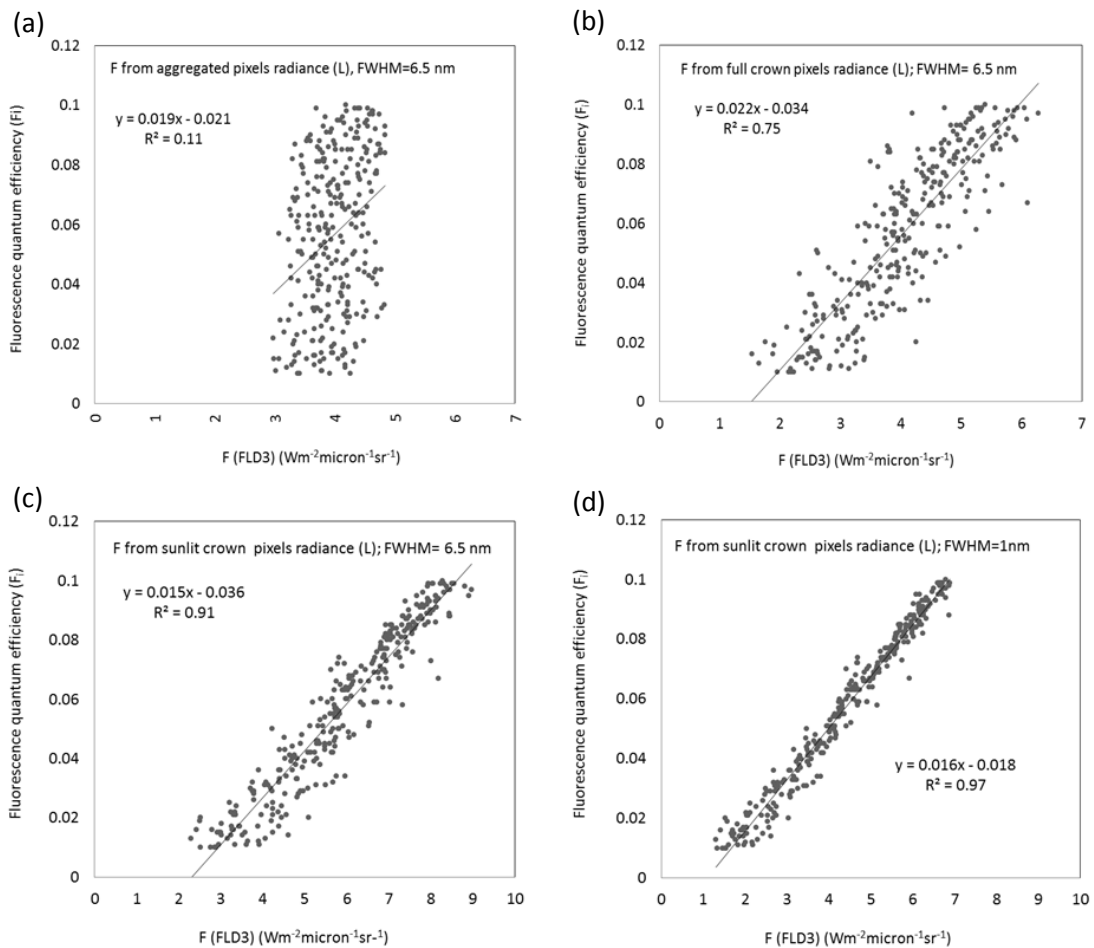 (a)
F from aggregated pixels radiance (L), FWHM=6.5 nm
y = 0.019x - 0.021
R² = 0.11
Fluorescence quantum efficiency (Fi)
0.12
0.1
0.08
0.06
0.04
0.02
0
0 1 2 3 4 5 6 7
F (FLD3) (Wm⁻²micron⁻¹sr⁻¹)
(b)
F from full crown pixels radiance (L); FWHM= 6.5 nm
y = 0.022x - 0.034
R² = 0.75
Fluorescence quantum efficiency (Fᵢ)
0.12
0.1
0.08
0.06
0.04
0.02
0
0 1 2 3 4 5 6 7
F (FLD3) (Wm⁻²micron⁻¹sr⁻¹)
(c)
F from sunlit crown pixels radiance (L); FWHM= 6.5 nm
y = 0.015x - 0.036
R² = 0.91
Fluorescence quantum efficiency (Fᵢ)
0.12
0.1
0.08
0.06
0.04
0.02
0
0 1 2 3 4 5 6 7 8 9 10
F (FLD3) (Wm⁻²micron⁻¹sr-¹)
(d)
F from sunlit crown pixels radiance (L); FWHM=1nm
y = 0.016x - 0.018
R² = 0.97
Fluorescence quantum efficiency (Fᵢ)
0.12
0.1
0.08
0.06
0.04
0.02
0
0 1 2 3 4 5 6 7 8 9 10
F (FLD3) (Wm⁻²micron⁻¹sr⁻¹)